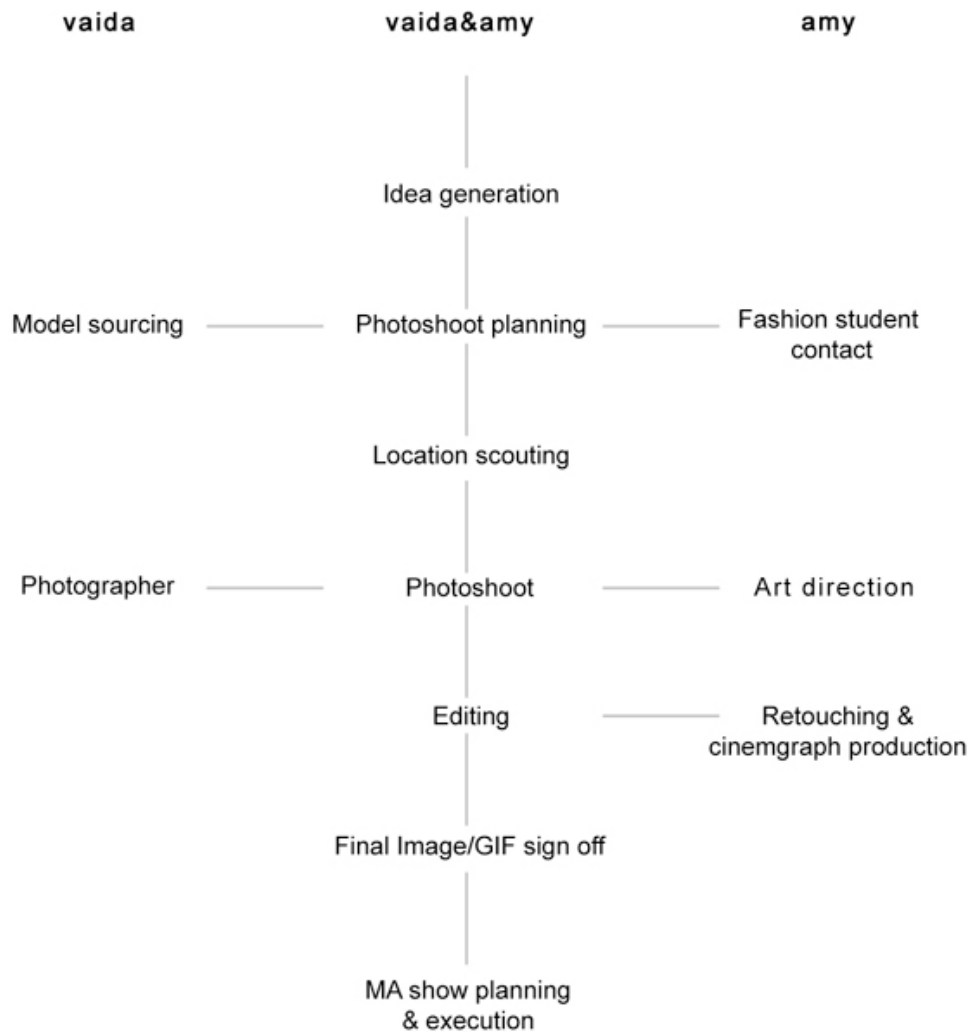 vaida
vaida&amy
amy
Idea generation
Model sourcing
Photoshoot planning
Fashion student
contact
Location scouting
Photographer
Photoshoot
Art direction
Editing
Retouching &
cinemgraph production
Final Image/GIF sign off
MA show planning
& execution